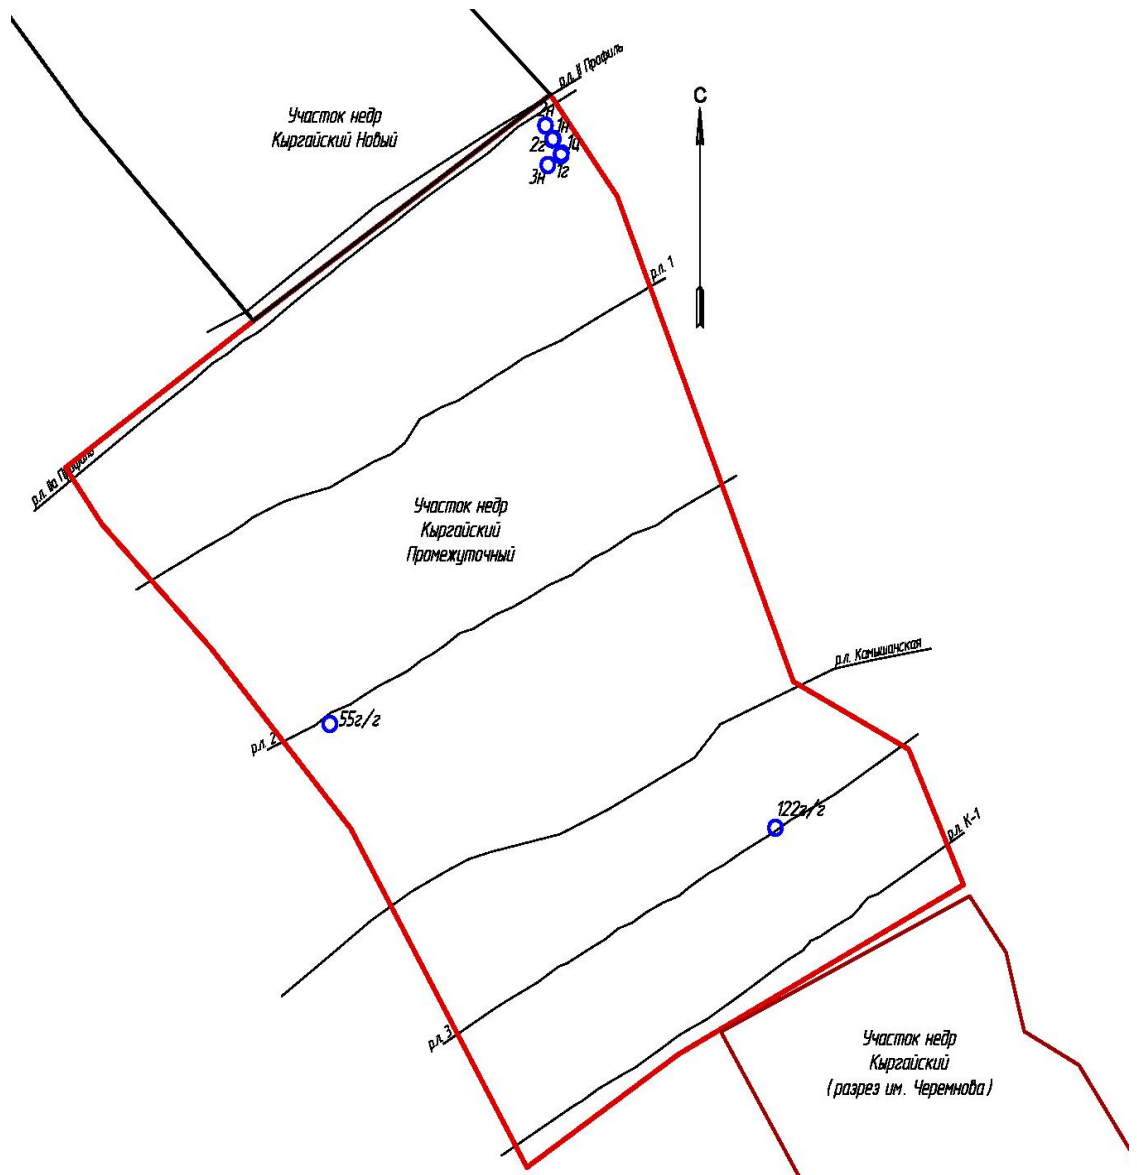 р.л. II Профиль
Участок недр
Кыргайский Новый
С
2н
1н
2г
1ц
3н
1г
р.л. 1
р.л. IIа Профиль
Участок недр
Кыргайский
Промежуточный
р.л. Камышанская
55г/г
р.л. 2
122г/г
р.л. К-1
р.л. 3
Участок недр
Кыргайский
(разрез им. Черемнова)